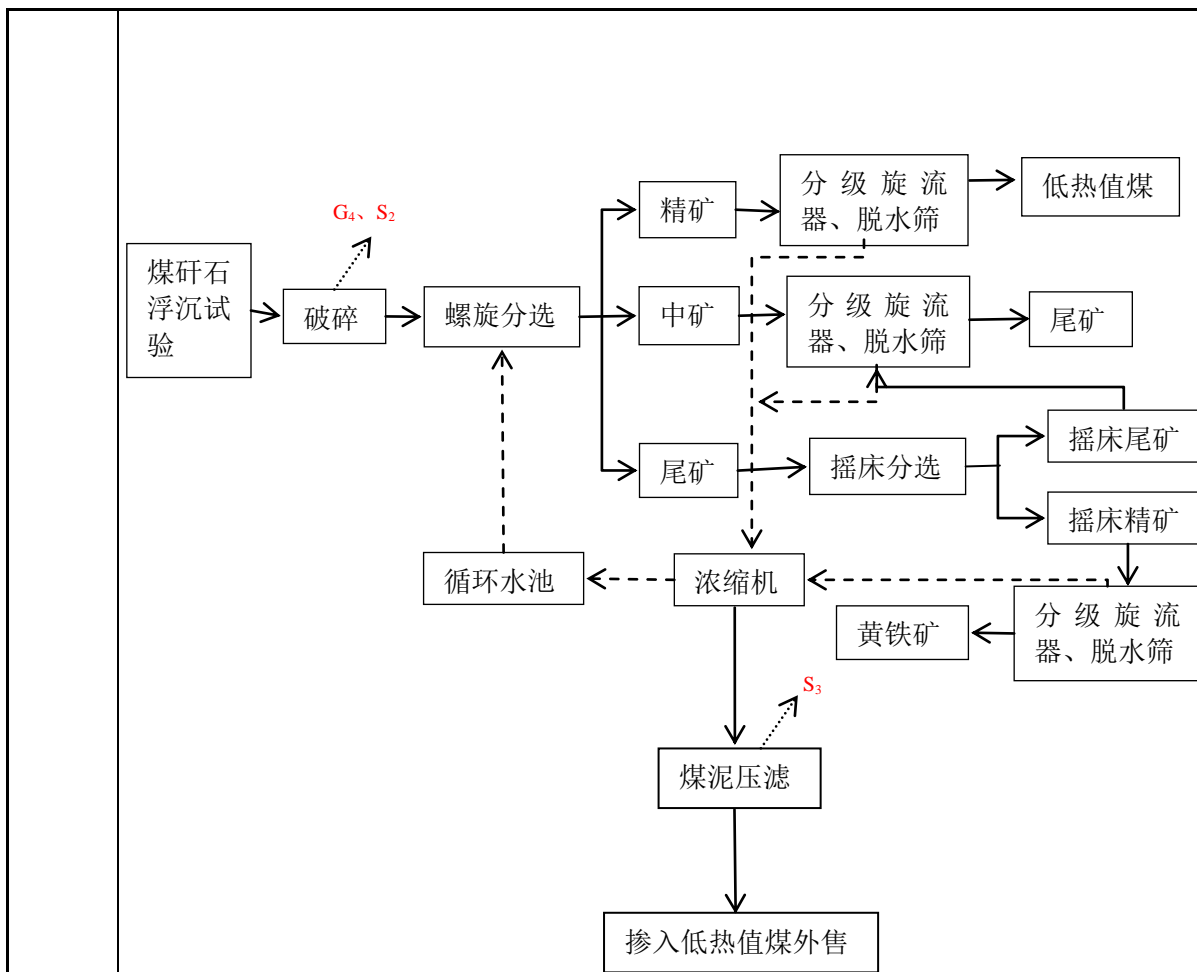 分级旋流
器、脱水筛
低热值煤
精矿
G₄、S₂
煤矸石
浮沉试
验
破碎
螺旋分选
中矿
分级旋流
器、脱水筛
尾矿
尾矿
摇床分选
摇床尾矿
摇床精矿
循环水池
浓缩机
黄铁矿
分级旋流
器、脱水筛
S₃
煤泥压滤
掺入低热值煤外售